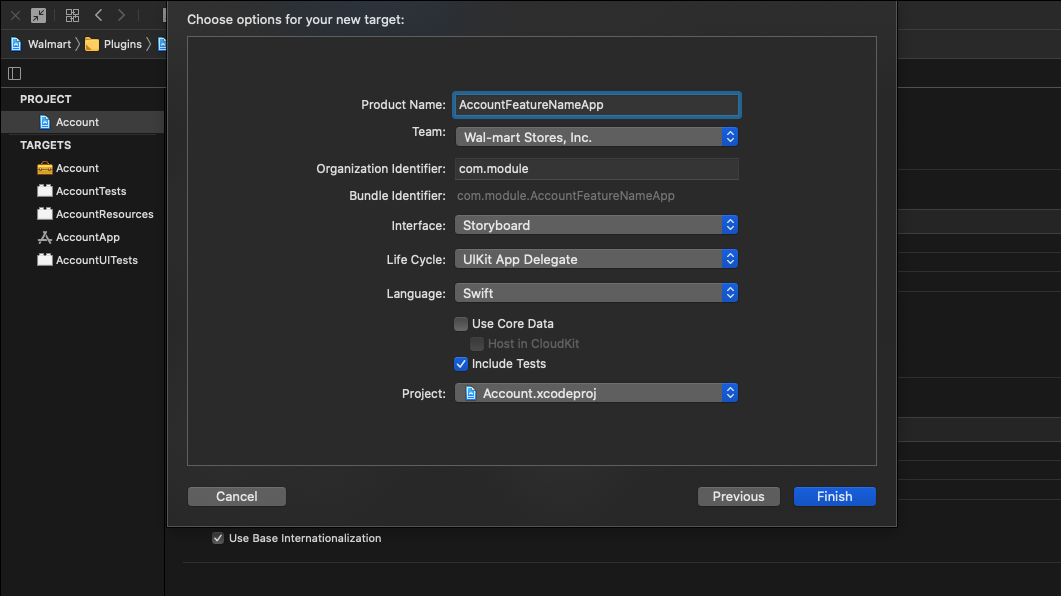 Choose options for your new target:
Walmart
Plugins
PROJECT
Account
TARGETS
Account
AccountTests
AccountResources
AccountApp
AccountUITests
Product Name: AccountFeatureNameApp
Team: Wal-mart Stores, Inc.
Organization Identifier: com.module
Bundle Identifier: com.module.AccountFeatureNameApp
Interface: Storyboard
Life Cycle: UIKit App Delegate
Language: Swift
Use Core Data
Host in CloudKit
Include Tests
Project: Account.xcodeproj
Cancel
Previous
Finish
Use Base Internationalization